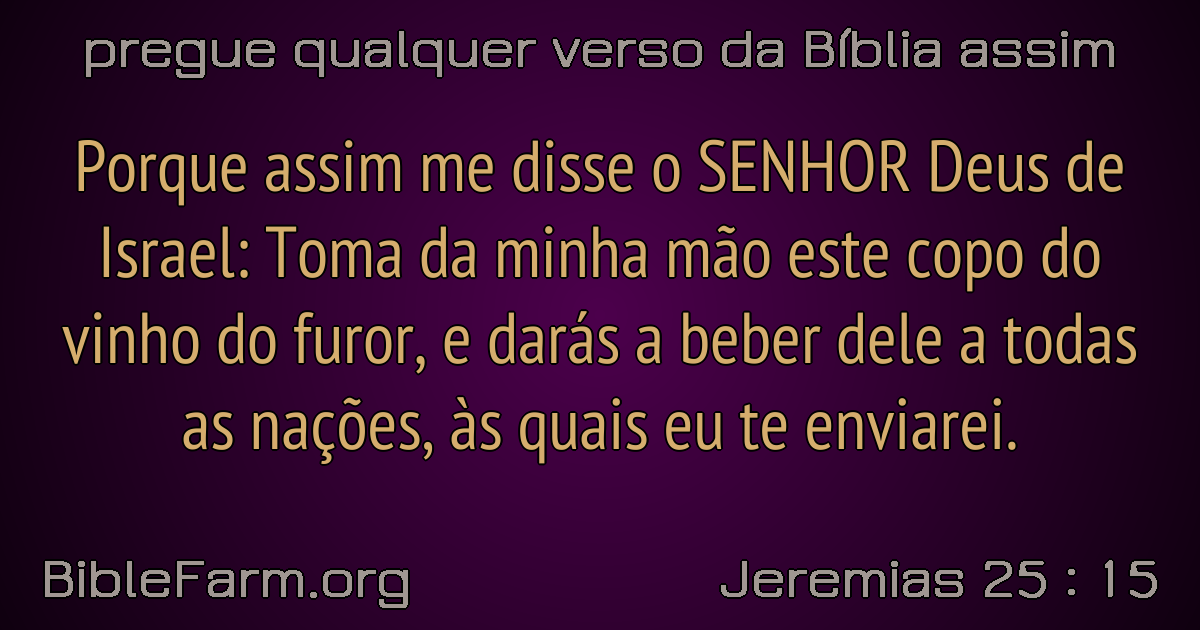 pregue qualquer verso da Bíblia assim
Porque assim me disse o SENHOR Deus de
Israel: Toma da minha mão este copo do
vinho do furor, e darás a beber dele a todas
as nações, às quais eu te enviarei.
BibleFarm.org
Jeremias 25 : 15